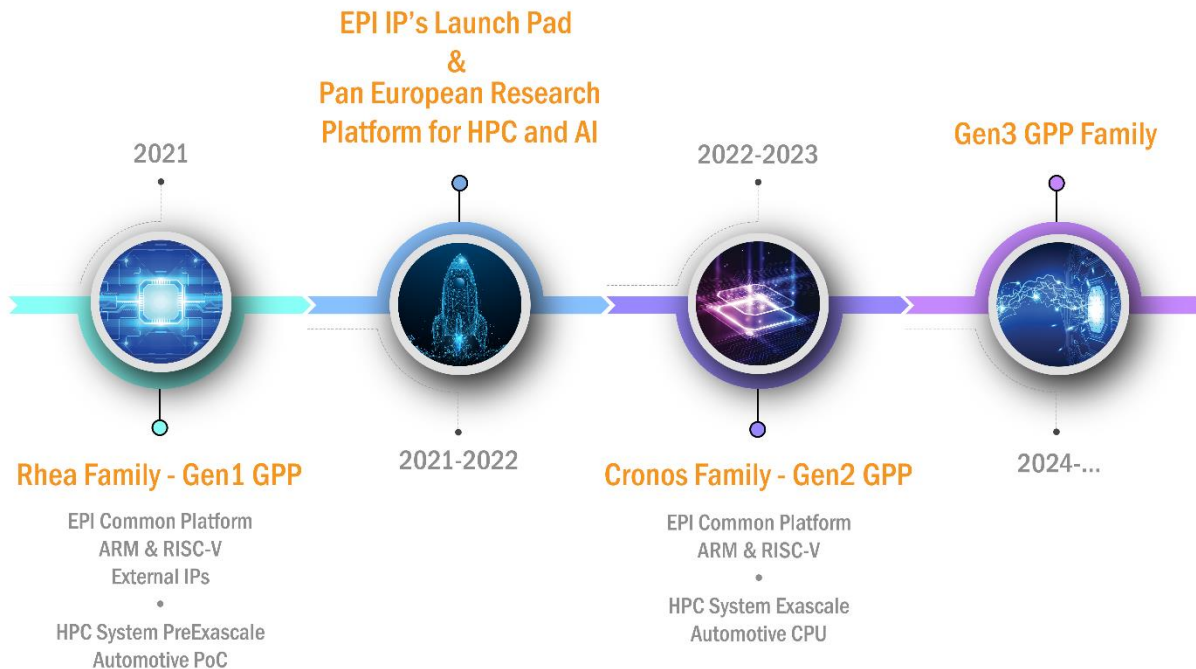 2021
Rhea Family - Gen1 GPP
EPI Common Platform
ARM & RISC-V
External IPs
•
HPC System PreExascale
Automotive PoC
EPI IP's Launch Pad
&
Pan European Research
Platform for HPC and AI
2021-2022
2022-2023
Cronos Family - Gen2 GPP
EPI Common Platform
ARM & RISC-V
•
HPC System Exascale
Automotive CPU
Gen3 GPP Family
2024-...